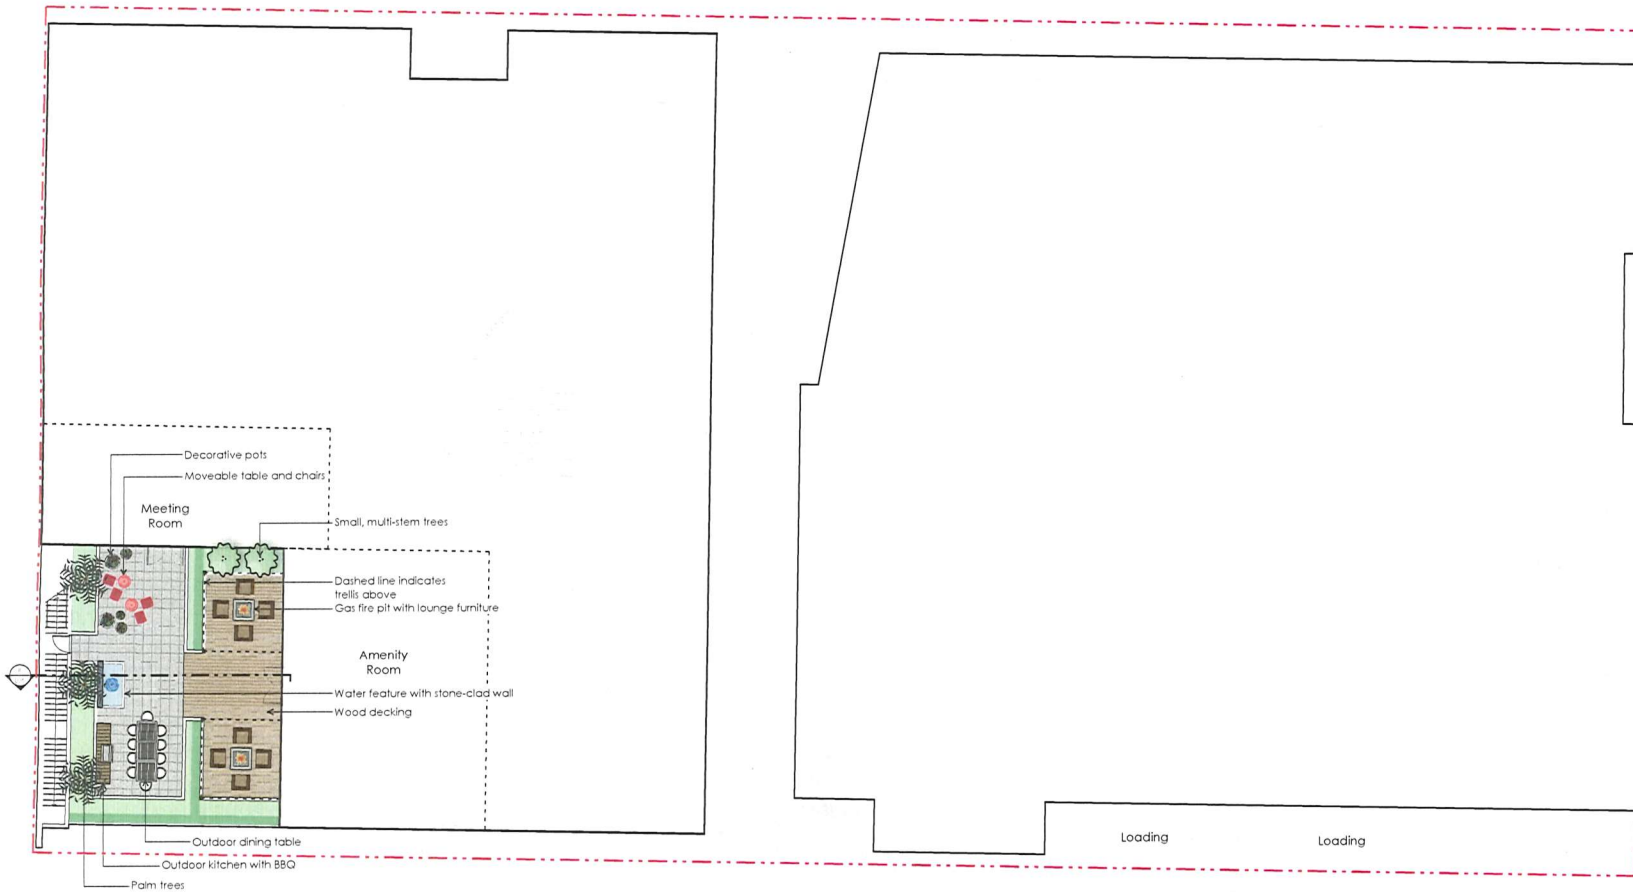 Decorative pots
Moveable table and chairs
Meeting
Room
Small, multi-stem trees
Dashed line indicates
trellis above
Gas fire pit with lounge furniture
Amenity
Room
Water feature with stone-clad wall
Wood decking
Outdoor dining table
Outdoor kitchen with BBQ
Palm trees
Loading
Loading